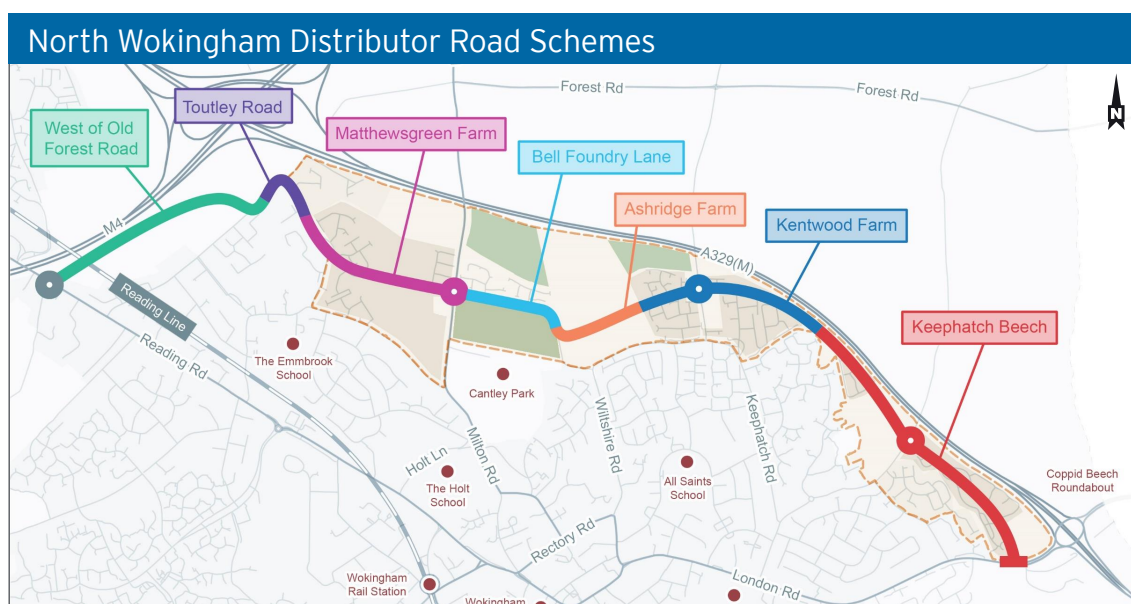 North Wokingham Distributor Road Schemes
Forest Rd
Forest Rd
N
Toutley Road
West of Old
Forest Road
Matthewsgreen Farm
Bell Foundry Lane
Ashridge Farm
Kentwood Farm
M4
A329(M)
Reading Line
Keephatch Beech
Reading Rd
The Emmbrook
School
Cantley Park
Wiltshire Rd
Keephatch Rd
Milton Rd
Holt Ln
The Holt
School
All Saints
School
Coppid Beech
Roundabout
Rectory Rd
Wokingham
Rail Station
London Rd
Wokingham